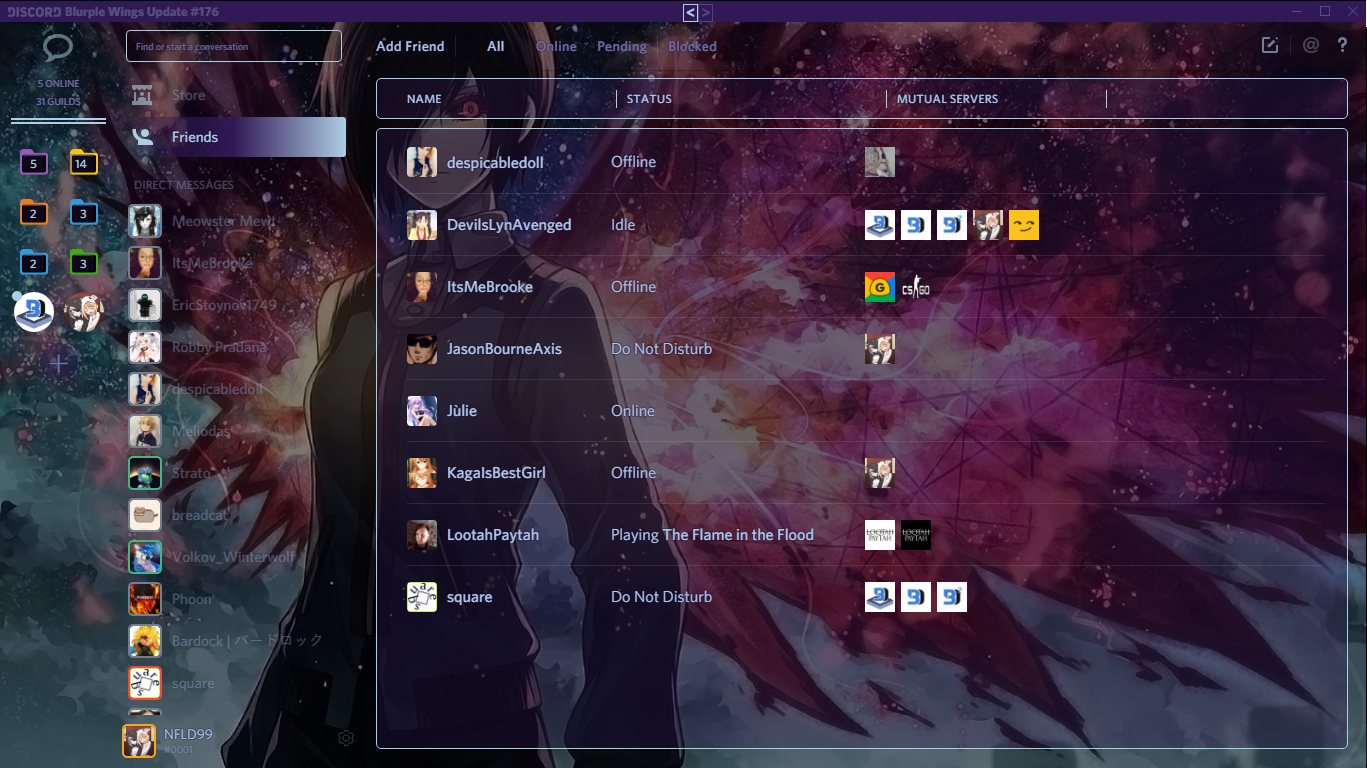 DISCORD Blurple Wings Update #176
< >
Find or start a conversation
Add Friend
All
Online
Pending
Blocked
@
?
5 ONLINE
31 GUILDS
5
14
2
3
2
3
Store
Friends
DIRECT MESSAGES
Meowster Mewt
ItsMeBrooke
EricStoynov1749
Robby Pradana
despicabledoll
Meliodas
Strato
breadcat
Volkov_Winterwolf
Phoon
Bardock | バードロック
square
NFLD99
#0001
NAME
STATUS
MUTUAL SERVERS
despicabledoll
Offline
DevilsLynAvenged
Idle
ItsMeBrooke
Offline
G
CS GO
JasonBourneAxis
Do Not Disturb
Jùlie
Online
KagaIsBestGirl
Offline
LootahPaytah
Playing The Flame in the Flood
LOOTAH PAYTAH
LOOTAH PAYTAH
square
square
Do Not Disturb